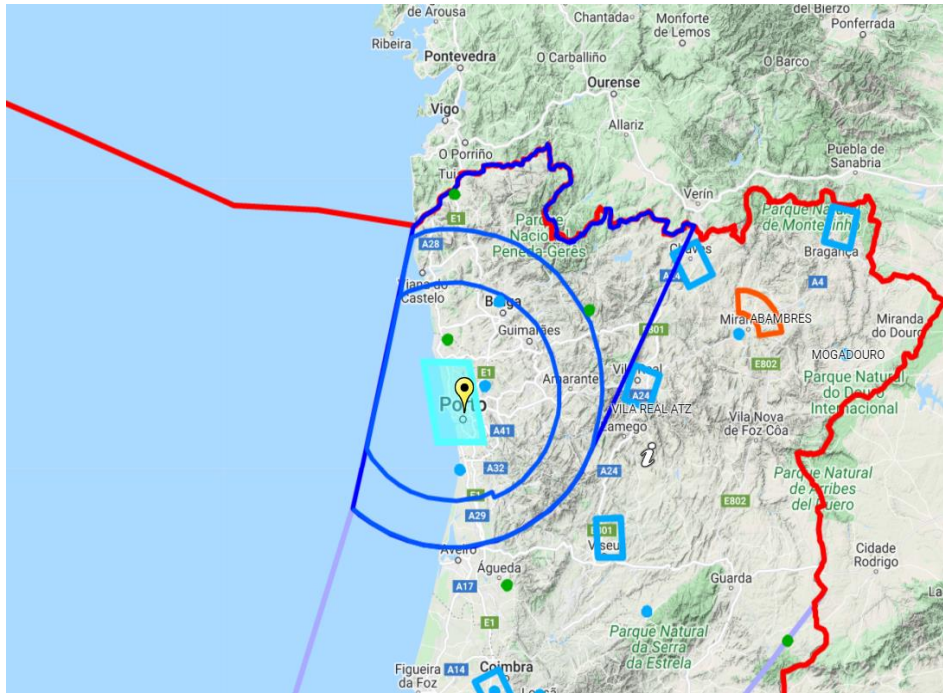 de Arousa
Chantada
Monforte
de Lemos
del Bierzo
Ponferrada
Ribeira
Pontevedra
O Carballiño
O Barco
Vigo
Ourense
Allariz
O Porriño
Puebla de
Sanabria
Tui
Verín
E1
Parque
Nacional
Peneda-Gerês
Parque Natural
de Montesinho
A28
Bragança
Viana do
Castelo
Chaves
A24
A4
Braga
Guimarães
E801
ABAMBRES
Miranda
do Douro
E802
MOGADOURO
E1
Amarante
Vila Real
Parque Natural
do Douro
Internacional
A24
Porto
VILA REAL ATZ
Vila Nova
de Foz Côa
A41
Lamego
A32
A24
E802
Parque Natural
de Arribes
del Duero
E1
A29
E801
Viseu
Aveiro
Cidade
Rodrigo
A17
Águeda
Guarda
E1
Parque Natural
da Serra
da Estrela
Figueira
da Foz
A14
Coimbra